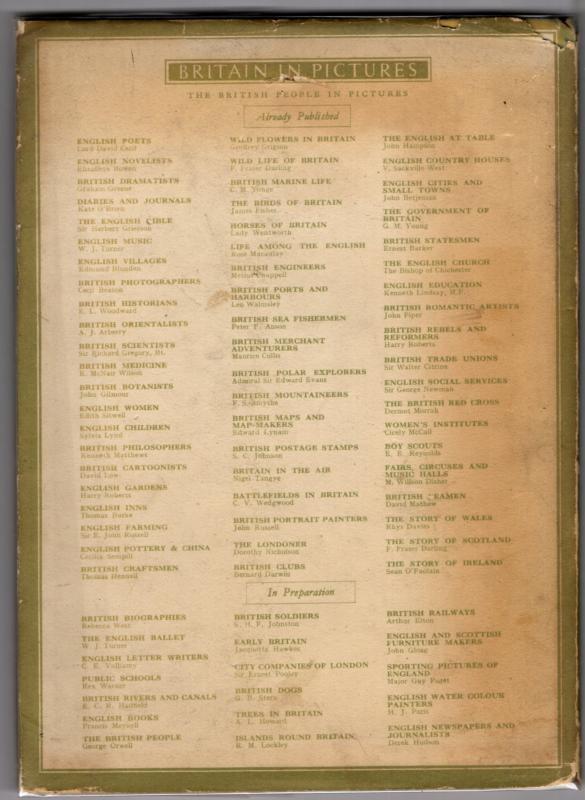 BRITAIN IN PICTURES
THE BRITISH PEOPLE IN PICTURES
Already Published
ENGLISH POETS
Lord David Cecil
ENGLISH NOVELISTS
Elizabeth Bowen
BRITISH DRAMATISTS
Graham Greene
DIARIES AND JOURNALS
Kate O'Brien
THE ENGLISH BIBLE
Sir Herbert Grierson
ENGLISH MUSIC
W. J. Turner
ENGLISH VILLAGES
Edmund Blunden
BRITISH PHOTOGRAPHERS
Cecil Beaton
BRITISH HISTORIANS
E. L. Woodward
BRITISH ORIENTALISTS
A. J. Arberry
BRITISH SCIENTISTS
Sir Richard Gregory, Bt.
BRITISH MEDICINE
R. McNair Wilson
BRITISH BOTANISTS
John Gilmour
ENGLISH WOMEN
Edith Sitwell
ENGLISH CHILDREN
Sylvia Lynd
BRITISH PHILOSOPHERS
Kenneth Matthews
BRITISH CARTOONISTS
David Low
ENGLISH GARDENS
Harry Roberts
ENGLISH INNS
Thomas Burke
ENGLISH FARMING
Sir E. John Russell
ENGLISH POTTERY & CHINA
Cecilia Sempill
BRITISH CRAFTSMEN
Thomas Hennell
WILD FLOWERS IN BRITAIN
Geoffrey Grigson
WILD LIFE OF BRITAIN
F. Fraser Darling
BRITISH MARINE LIFE
C. M. Yonge
THE BIRDS OF BRITAIN
James Fisher
HORSES OF BRITAIN
Lady Wentworth
LIFE AMONG THE ENGLISH
Rose Macaulay
BRITISH ENGINEERS
Metius Chappell
BRITISH PORTS AND
HARBOURS
Leo Walmsley
BRITISH SEA FISHERMEN
Peter F. Anson
BRITISH MERCHANT
ADVENTURERS
Maurice Collis
BRITISH POLAR EXPLORERS
Admiral Sir Edward Evans
BRITISH MOUNTAINEERS
F. S. Smythe
BRITISH MAPS AND
MAP-MAKERS
Edward Lynam
BRITISH POSTAGE STAMPS
S. C. Johnson
BRITAIN IN THE AIR
Nigel Tangye
BATTLEFIELDS IN BRITAIN
C. V. Wedgwood
BRITISH PORTRAIT PAINTERS
John Russell
THE LONDONER
Dorothy Nicholson
BRITISH CLUBS
Bernard Darwin
THE ENGLISH AT TABLE
John Hampson
ENGLISH COUNTRY HOUSES
V. Sackville-West
ENGLISH CITIES AND
SMALL TOWNS
John Betjeman
THE GOVERNMENT OF
BRITAIN
G. M. Young
BRITISH STATESMEN
Ernest Barker
THE ENGLISH CHURCH
The Bishop of Chichester
ENGLISH EDUCATION
Kenneth Lindsay, M.P.
BRITISH ROMANTIC ARTISTS
John Piper
BRITISH REBELS AND
REFORMERS
Harry Roberts
BRITISH TRADE UNIONS
Sir Walter Citrine
ENGLISH SOCIAL SERVICES
Sir George Newman
THE BRITISH RED CROSS
Dermot Morrah
WOMEN'S INSTITUTES
Cicely McCall
BOY SCOUTS
E. E. Reynolds
FAIRS, CIRCUSES AND
MUSIC HALLS
M. Willson Disher
BRITISH SEAMEN
David Mathew
THE STORY OF WALES
Rhys Davies
THE STORY OF SCOTLAND
F. Fraser Darling
THE STORY OF IRELAND
Sean O'Faolain
In Preparation
BRITISH BIOGRAPHIES
Rebecca West
THE ENGLISH BALLET
W. J. Turner
ENGLISH LETTER WRITERS
C. E. Vulliamy
PUBLIC SCHOOLS
Rex Warner
BRITISH RIVERS AND CANALS
E. C. R. Hadfield
ENGLISH BOOKS
Francis Meynell
THE BRITISH PEOPLE
George Orwell
BRITISH SOLDIERS
S. H. F. Johnston
EARLY BRITAIN
Jacquetta Hawkes
CITY COMPANIES OF LONDON
Sir Ernest Pooley
BRITISH DOGS
G. B. Stern
TREES IN BRITAIN
A. L. Howard
ISLANDS ROUND BRITAIN
R. M. Lockley
BRITISH RAILWAYS
Arthur Elton
ENGLISH AND SCOTTISH
FURNITURE MAKERS
John Gloag
SPORTING PICTURES OF
ENGLAND
Major Guy Paget
ENGLISH WATER COLOUR
PAINTERS
H. J. Paris
ENGLISH NEWSPAPERS AND
JOURNALISTS
Derek Hudson